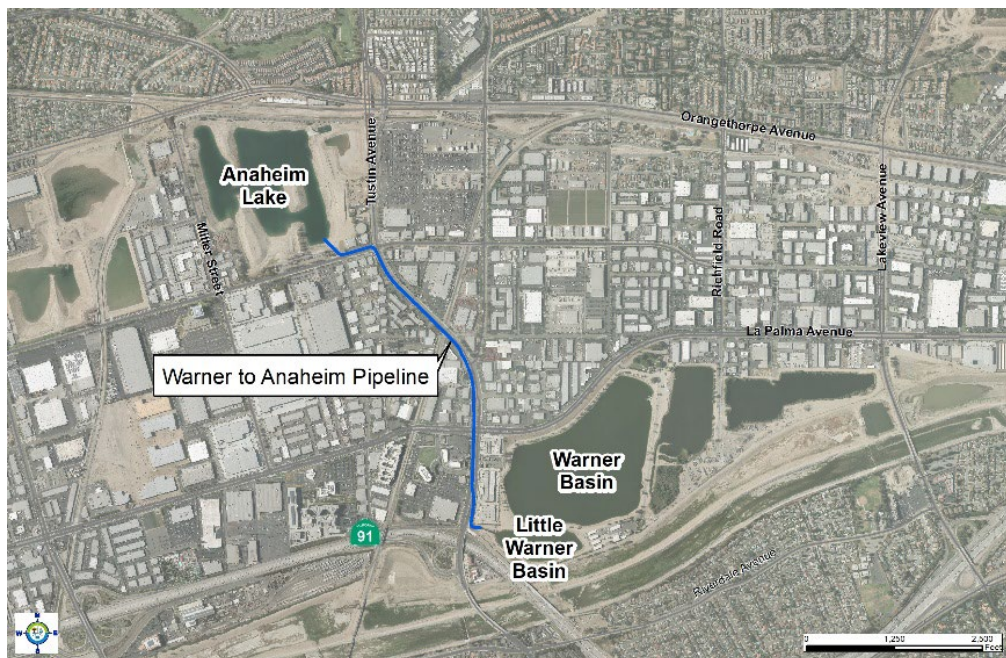 Orangethorpe Avenue
Anaheim
Lake
Tustin Avenue
Miller Street
Richfield Road
Lakeview Avenue
La Palma Avenue
Warner to Anaheim Pipeline
Warner
Basin
91
Little
Warner
Basin
Riverdale Avenue
N
W
E
S
0 1,250 2,500
Feet